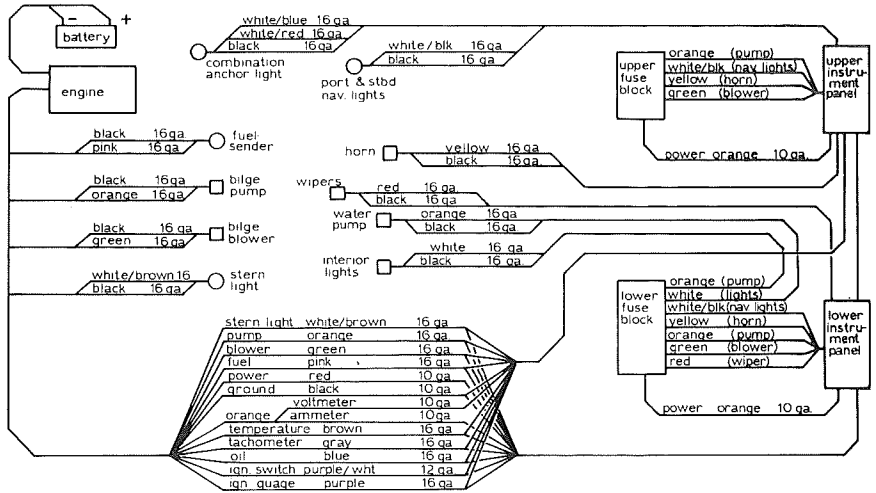 - +
battery
engine
white/blue 16 ga
white/red 16 ga.
black 16 ga
combination
anchor light
white/blk 16 ga
black 16 ga.
port & stbd
nav. lights
upper
fuse
block
orange (pump)
white/blk (nav lights)
yellow (horn)
green (blower)
power orange 10 ga.
upper
instru-
ment
panel
black 16 ga.
pink 16 ga.
fuel
sender
horn
yellow 16 ga
black 16 ga.
black 16 ga
orange 16 ga.
bilge
pump
wipers
red 16 ga.
black 16 ga
water
pump
orange 16 ga
black 16 ga.
black 16 ga.
green 16 ga.
bilge
blower
interior
lights
white 16 ga
black 16 ga.
white/brown 16
black 16 ga.
stern
light
lower
fuse
block
orange (pump)
white (lights)
white/blk (nav lights)
yellow (horn)
orange (pump)
green (blower)
red (wiper)
power orange 10 ga.
lower
instru-
ment
panel
stern light white/brown 16 ga
pump orange 16 ga.
blower green 16 ga.
fuel pink 16 ga.
power red 10 ga.
ground black 10 ga.
voltmeter 10 ga
orange ammeter 10 ga
temperature brown 16 ga.
tachometer gray 16 ga.
oil blue 16 ga.
ign. switch purple/wht 12 ga
ign guage purple 16 ga.